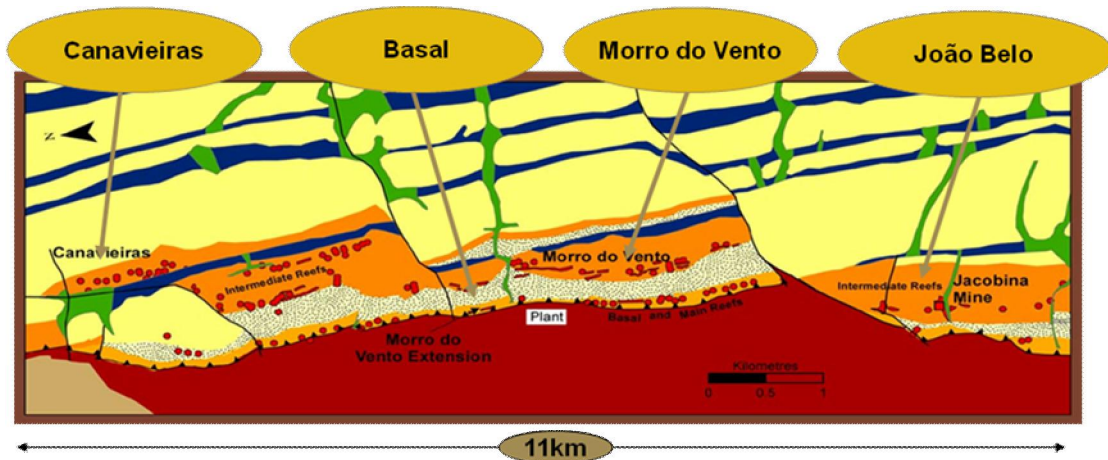 Canavieiras
Basal
Morro do Vento
João Belo
N
Canavieiras
Intermediate Reefs
Morro do Vento
Intermediate Reefs
Jacobina
Mine
Plant
Basal and Main Reefs
Morro do
Vento Extension
Kilometres
0 0.5 1
11km